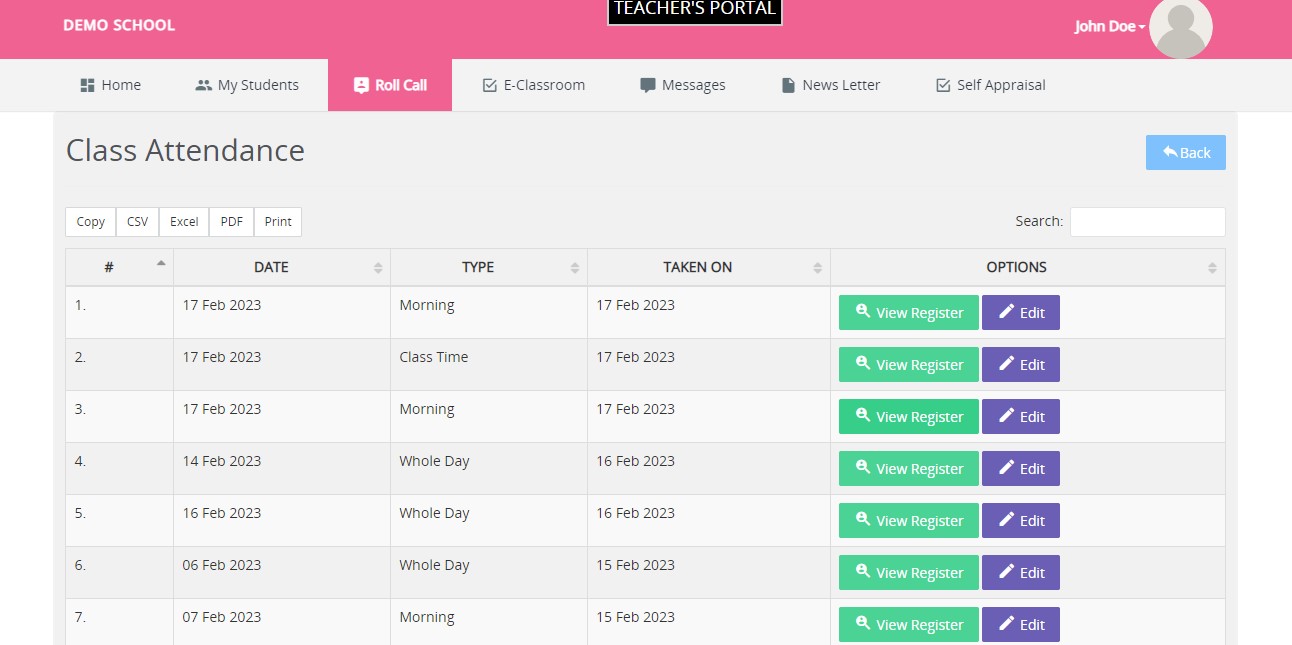 TEACHER'S PORTAL
DEMO SCHOOL
John Doe
Home My Students Roll Call E-Classroom Messages News Letter Self Appraisal
Class Attendance
Back
Copy CSV Excel PDF Print Search:
# DATE TYPE TAKEN ON OPTIONS
1. 17 Feb 2023 Morning 17 Feb 2023 View Register Edit
2. 17 Feb 2023 Class Time 17 Feb 2023 View Register Edit
3. 17 Feb 2023 Morning 17 Feb 2023 View Register Edit
4. 14 Feb 2023 Whole Day 16 Feb 2023 View Register Edit
5. 16 Feb 2023 Whole Day 16 Feb 2023 View Register Edit
6. 06 Feb 2023 Whole Day 15 Feb 2023 View Register Edit
7. 07 Feb 2023 Morning 15 Feb 2023 View Register Edit